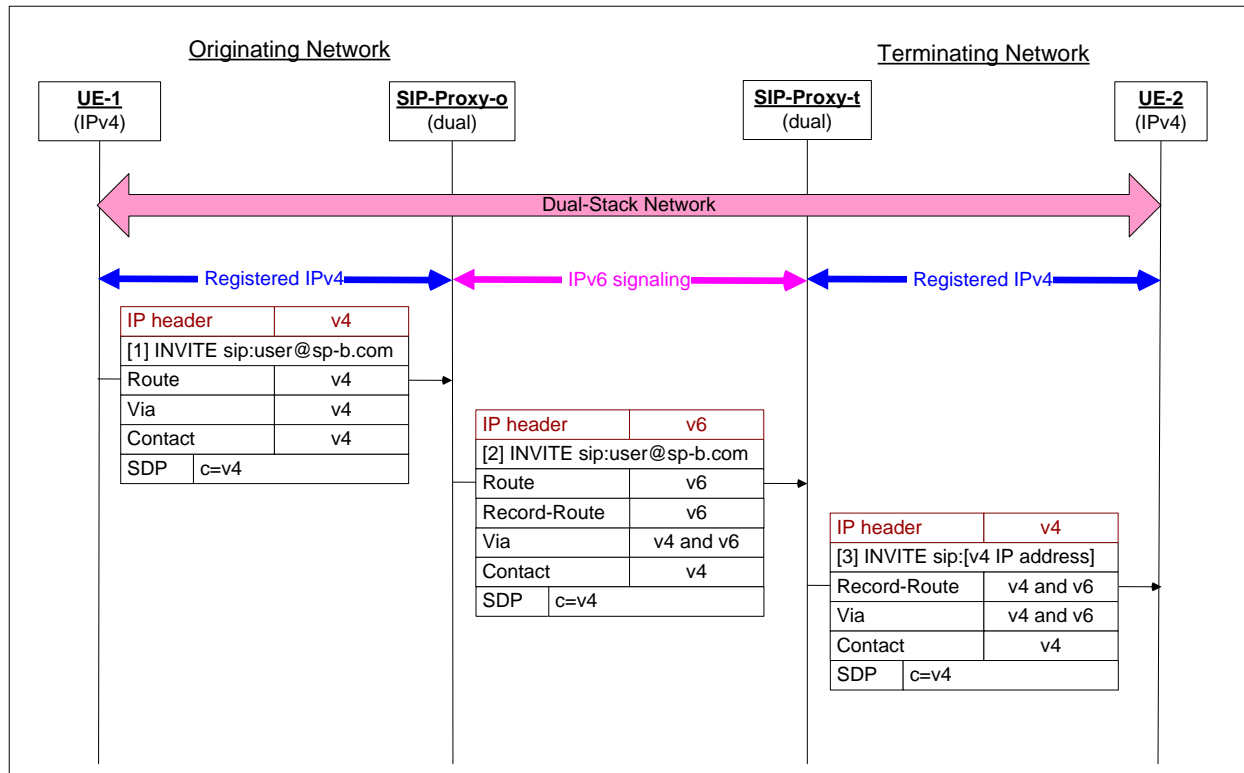 Originating Network
Terminating Network
UE-1
(IPv4)
SIP-Proxy-o
(dual)
SIP-Proxy-t
(dual)
UE-2
(IPv4)
Dual-Stack Network
Registered IPv4
IPv6 signaling
Registered IPv4
IP header v4
[1] INVITE sip:user@sp-b.com
Route v4
Via v4
Contact v4
SDP c=v4
IP header v6
[2] INVITE sip:user@sp-b.com
Route v6
Record-Route v6
Via v4 and v6
Contact v4
SDP c=v4
IP header v4
[3] INVITE sip:[v4 IP address]
Record-Route v4 and v6
Via v4 and v6
Contact v4
SDP c=v4